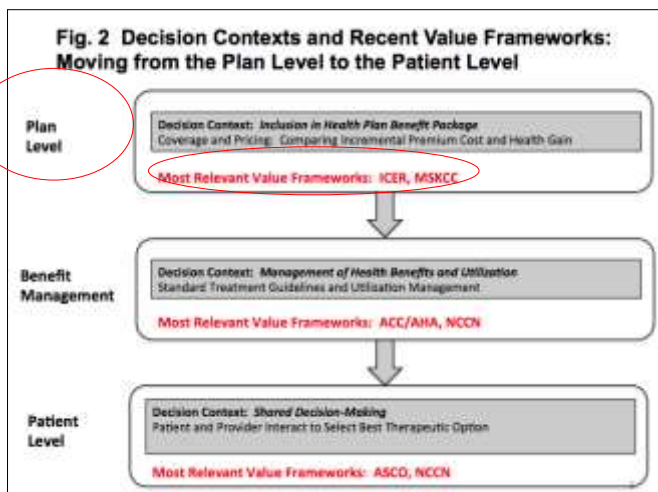 Fig. 2 Decision Contexts and Recent Value Frameworks:
Moving from the Plan Level to the Patient Level
Plan
Level
Decision Context: Inclusion in Health Plan Benefit Package
Coverage and Pricing: Comparing Incremental Premium Cost and Health Gain
Most Relevant Value Frameworks: ICER, MSKCC
Benefit
Management
Decision Context: Management of Health Benefits and Utilization
Standard Treatment Guidelines and Utilization Management
Most Relevant Value Frameworks: ACC/AHA, NCCN
Patient
Level
Decision Context: Shared Decision-Making
Patient and Provider Interact to Select Best Therapeutic Option
Most Relevant Value Frameworks: ASCO, NCCN